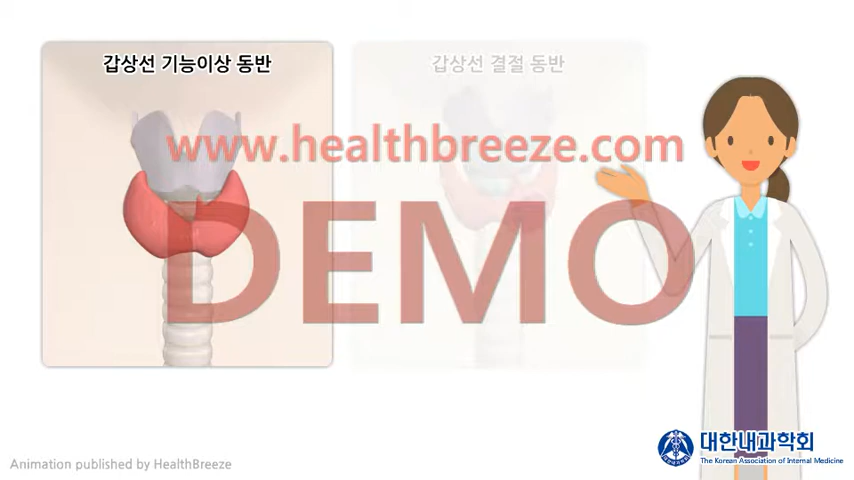 갑상선 기능이상 동반
갑상선 결절 동반
www.healthbreeze.com
DEMO
대한내과학회
The Korean Association of Internal Medicine
Animation published by HealthBreeze